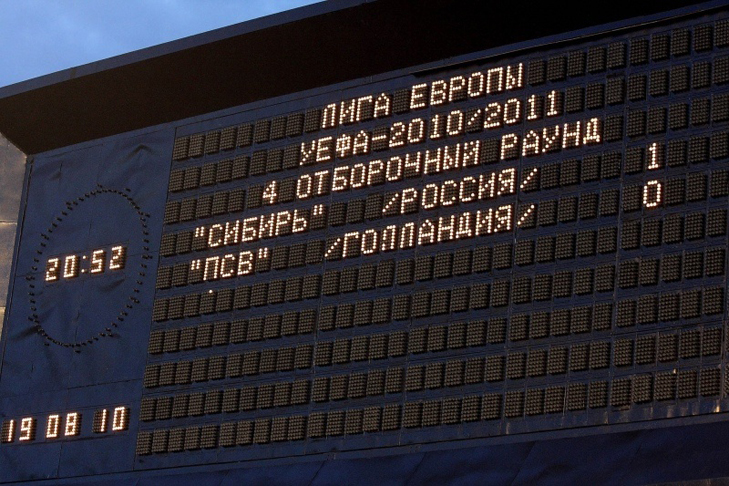 ЛИГА ЕВРОПЫ
УЕФА-2010/2011
4 ОТБОРОЧНЫЙ РАУНД
"СИБИРЬ" /РОССИЯ/ 1
"ПСВ" /ГОЛЛАНДИЯ/ 0
20:52
19 08 10